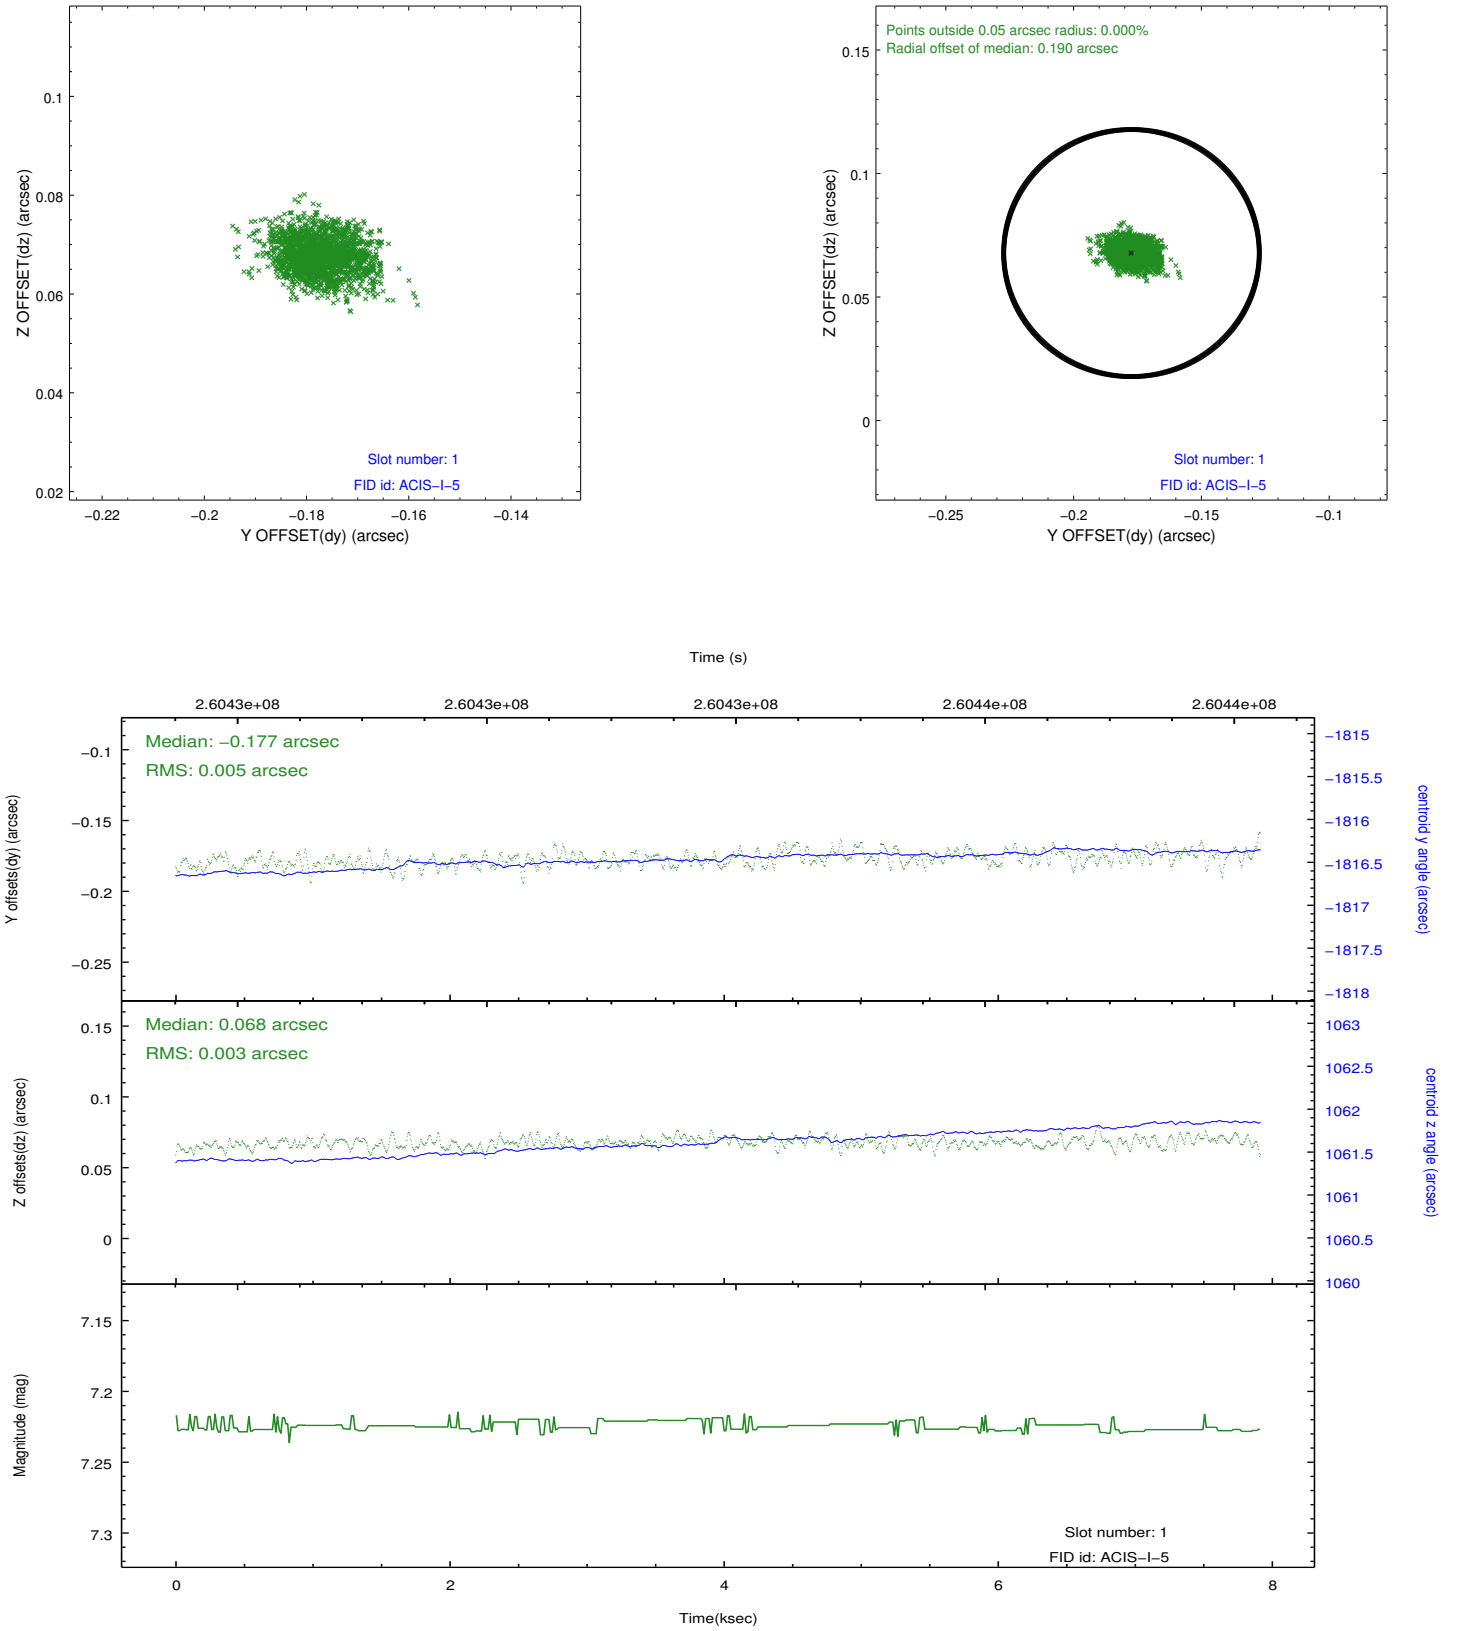 0.1
0.08
0.06
0.04
0.02
Z OFFSET(dz) (arcsec)
Slot number: 1
FID id: ACIS−I−5
−0.22 −0.2 −0.18 −0.16 −0.14
Y OFFSET(dy) (arcsec)
Points outside 0.05 arcsec radius: 0.000%
Radial offset of median: 0.190 arcsec
0.15
0.1
0.05
0
Z OFFSET(dz) (arcsec)
Slot number: 1
FID id: ACIS−I−5
−0.25 −0.2 −0.15 −0.1
Y OFFSET(dy) (arcsec)
Time (s)
2.6043e+08 2.6043e+08 2.6043e+08 2.6044e+08 2.6044e+08
Median: −0.177 arcsec
RMS: 0.005 arcsec
−0.1
−0.15
−0.2
−0.25
Y offsets(dy) (arcsec)
−1815
−1815.5
−1816
−1816.5
−1817
−1817.5
−1818
centroid y angle (arcsec)
Median: 0.068 arcsec
RMS: 0.003 arcsec
0.15
0.1
0.05
0
Z offsets(dz) (arcsec)
1063
1062.5
1062
1061.5
1061
1060.5
1060
centroid z angle (arcsec)
7.15
7.2
7.25
7.3
Magnitude (mag)
Slot number: 1
FID id: ACIS−I−5
0 2 4 6 8
Time(ksec)